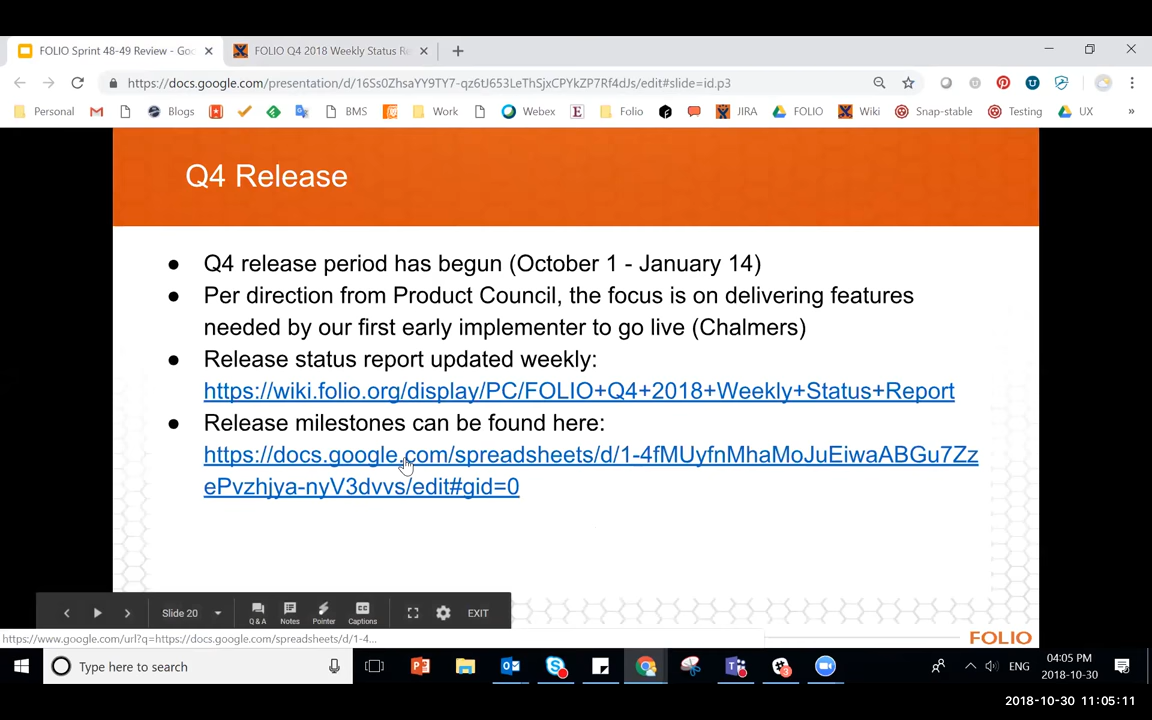 FOLIO Sprint 48-49 Review - Goo
FOLIO Q4 2018 Weekly Status Re
https://docs.google.com/presentation/d/16Ss0ZhsaYY9TY7-qz6tJ653LeThSjxCPYkZP7Rf4dJs/edit#slide=id.p3
Permanent
Blogs
BMS
Work
Webex
E
Folio
JIRA
FOLIO
Wiki
Snap-stable
Testing
UX
»
Q4 Release
● Q4 release period has begun (October 1 - January 14)
● Per direction from Product Council, the focus is on delivering features
needed by our first early implementer to go live (Chalmers)
● Release status report updated weekly:
https://wiki.folio.org/display/PC/FOLIO+Q4+2018+Weekly+Status+Report
● Release milestones can be found here:
https://docs.google.com/spreadsheets/d/1-4fMUyfnMhaMoJuEiwaABGu7Zz
ePvzhjya-nyV3dvvs/edit#gid=0
Slide 20
Q & A
Notes
Pointer
CC
Captions
EXIT
https://www.google.com/url?q=https://docs.google.com/spreadsheets/d/1-4...
FOLIO
Type here to search
ENG
04:05 PM
2018-10-30
2018-10-30 11:05:11